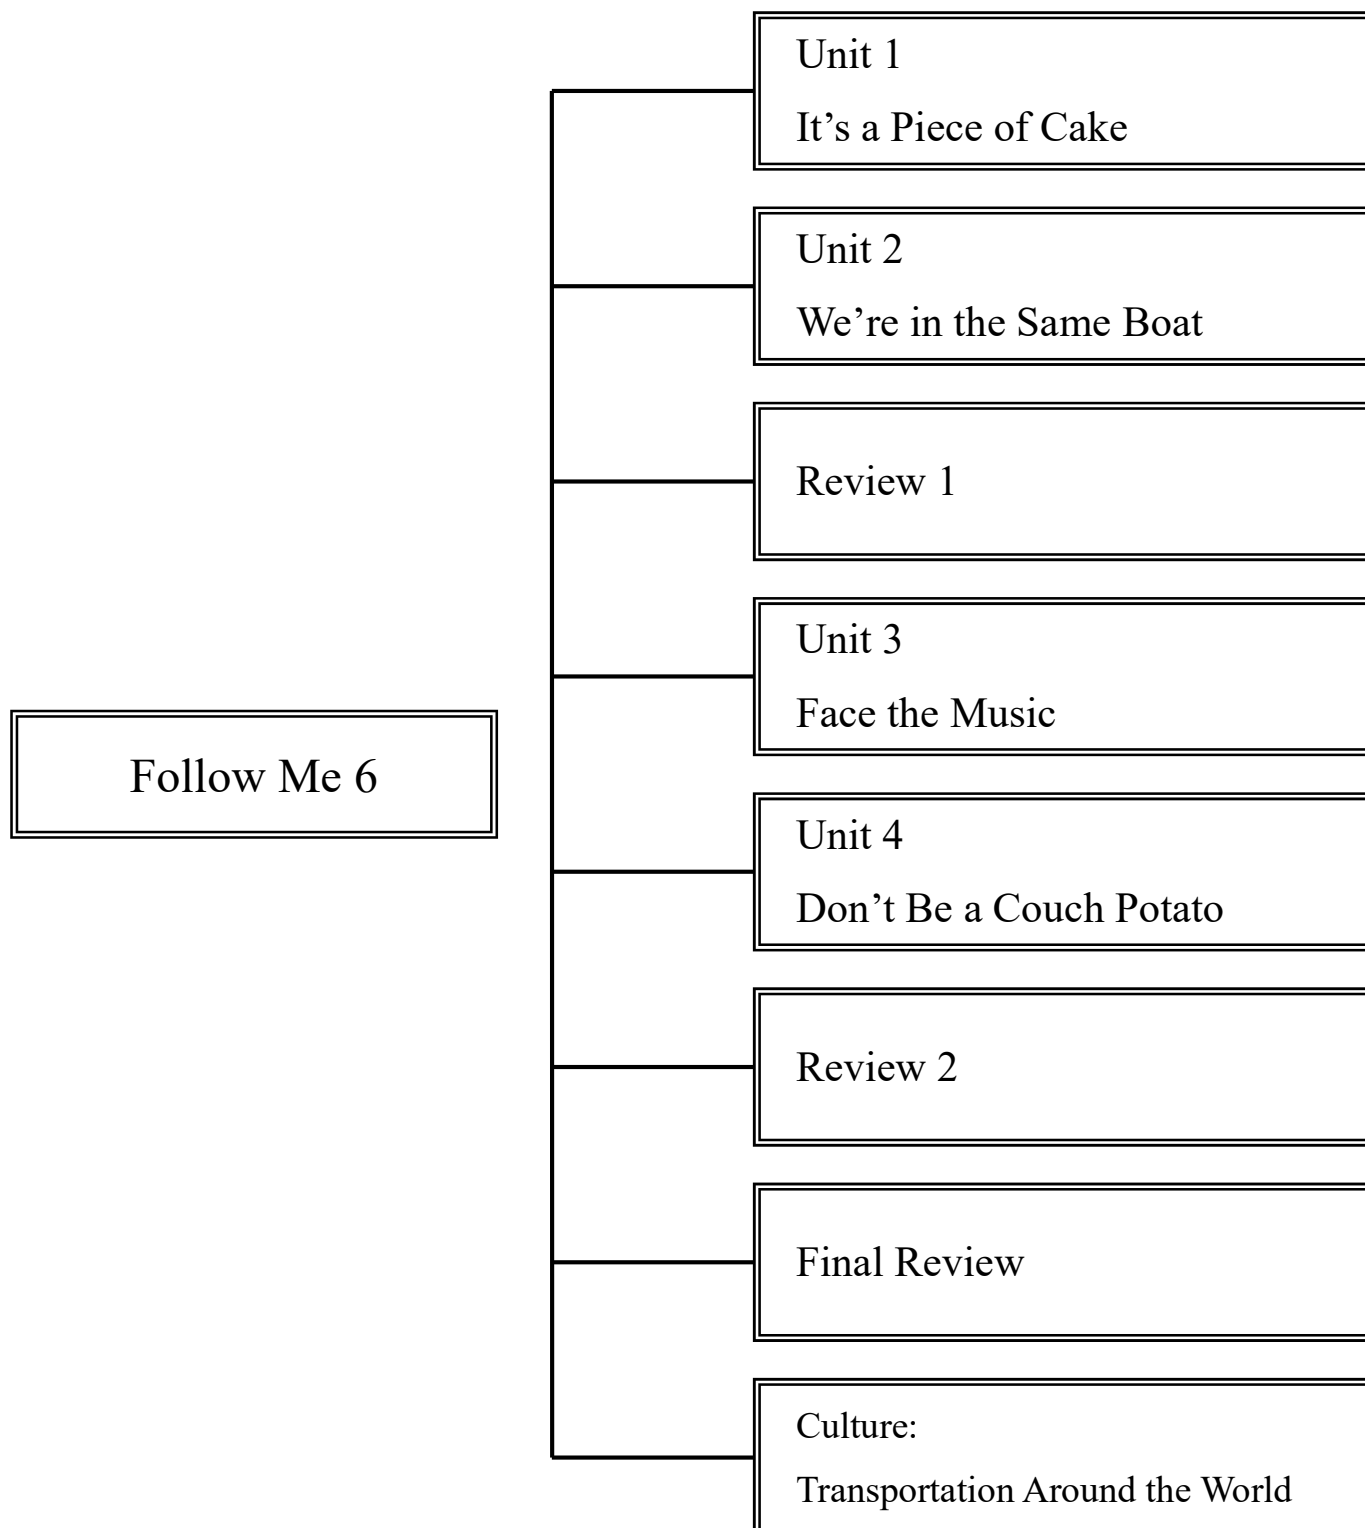 Follow Me 6
Unit 1
It’s a Piece of Cake
Unit 2
We’re in the Same Boat
Review 1
Unit 3
Face the Music
Unit 4
Don’t Be a Couch Potato
Review 2
Final Review
Culture:
Transportation Around the World